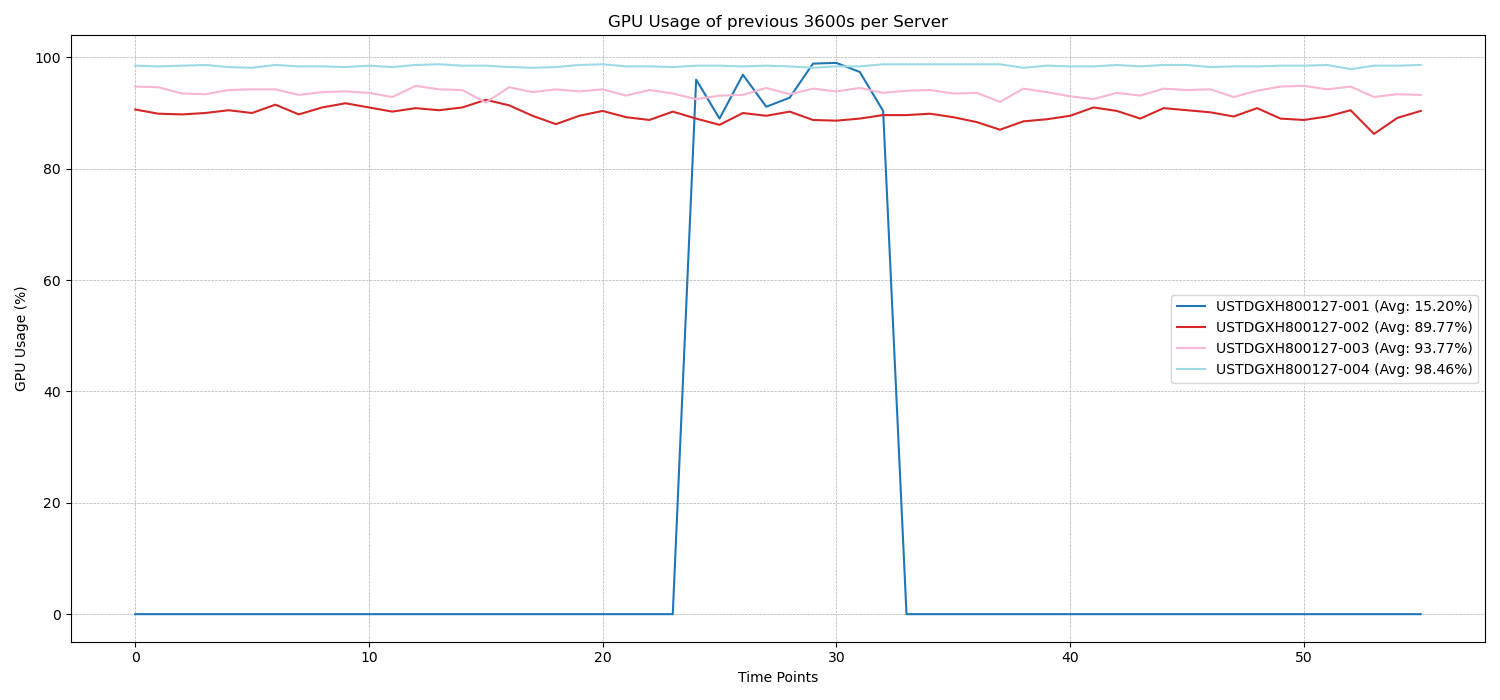 GPU Usage of previous 3600s per Server
GPU Usage (%)
100
80
60
40
20
0
USTDGXH800127-001 (Avg: 15.20%)
USTDGXH800127-002 (Avg: 89.77%)
USTDGXH800127-003 (Avg: 93.77%)
USTDGXH800127-004 (Avg: 98.46%)
0 10 20 30 40 50
Time Points